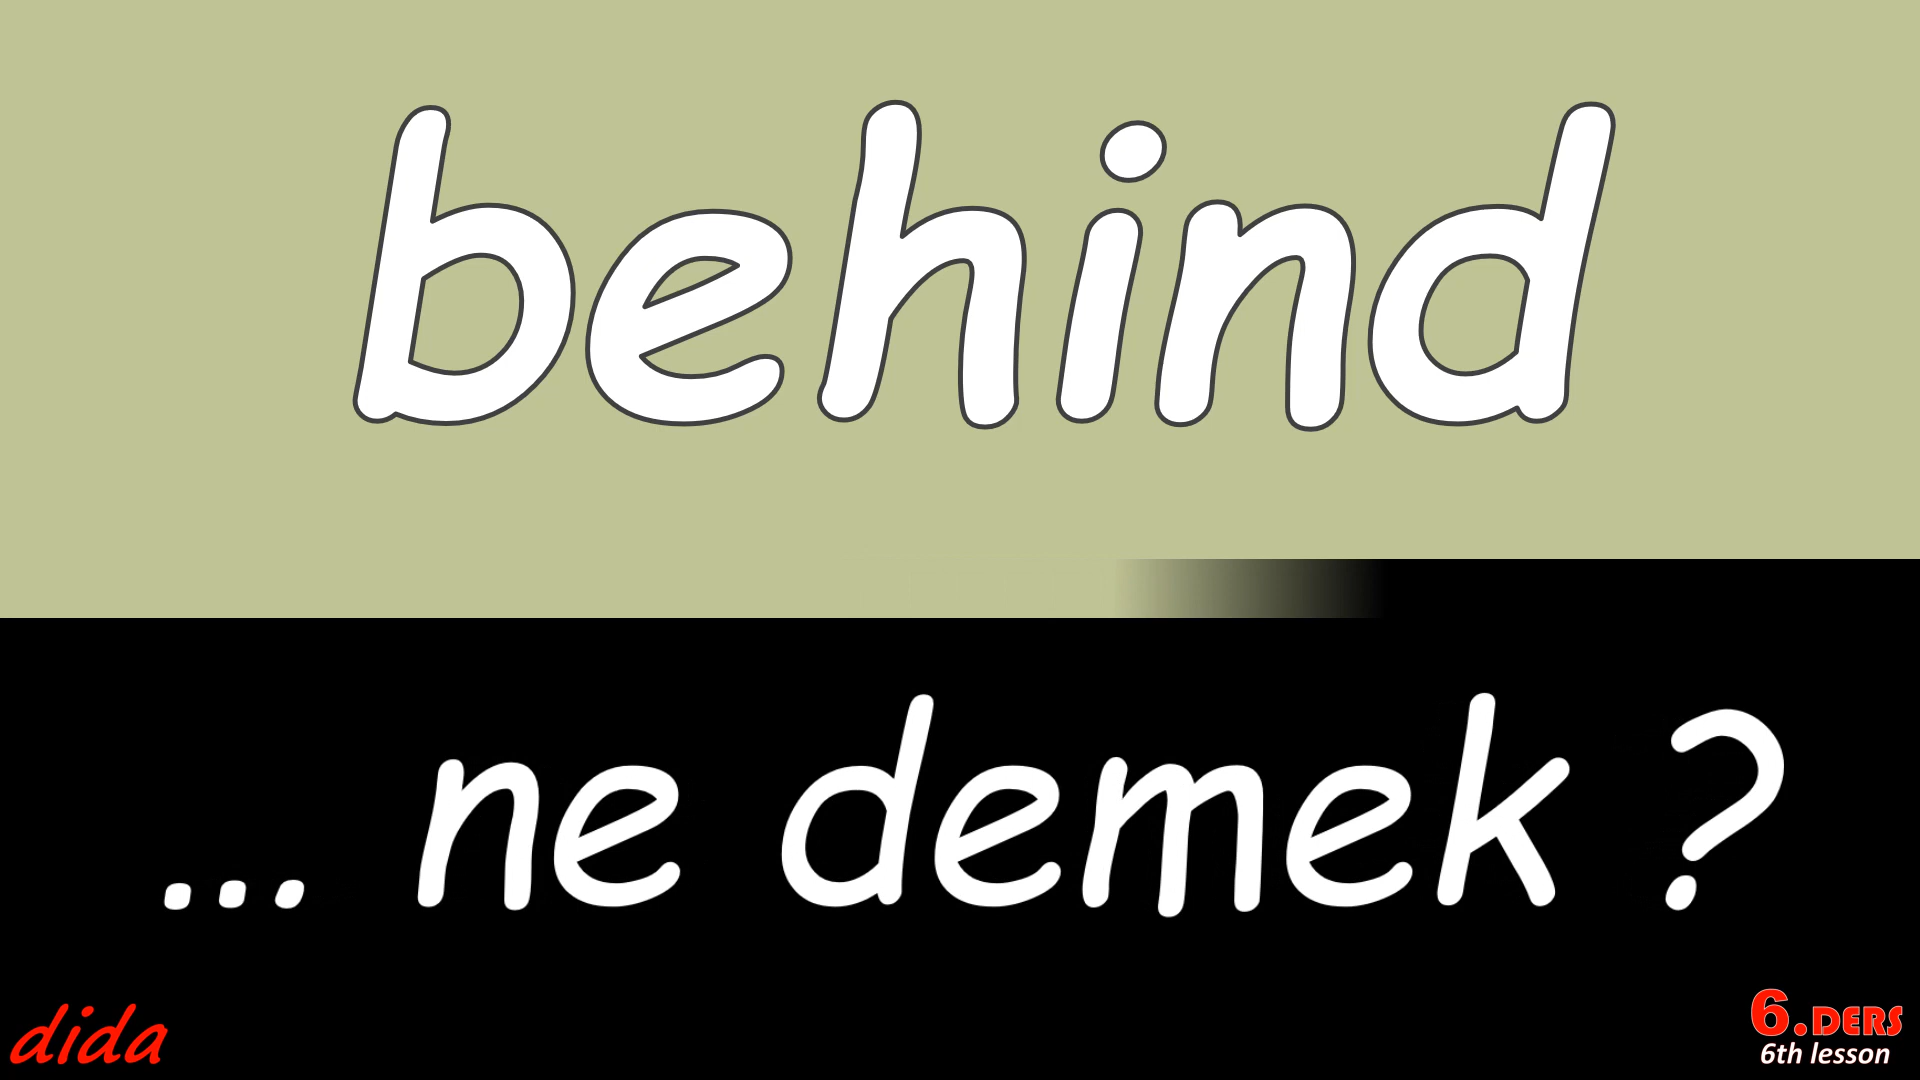 behind
... ne demek ?
dida
6.DERS
6th lesson